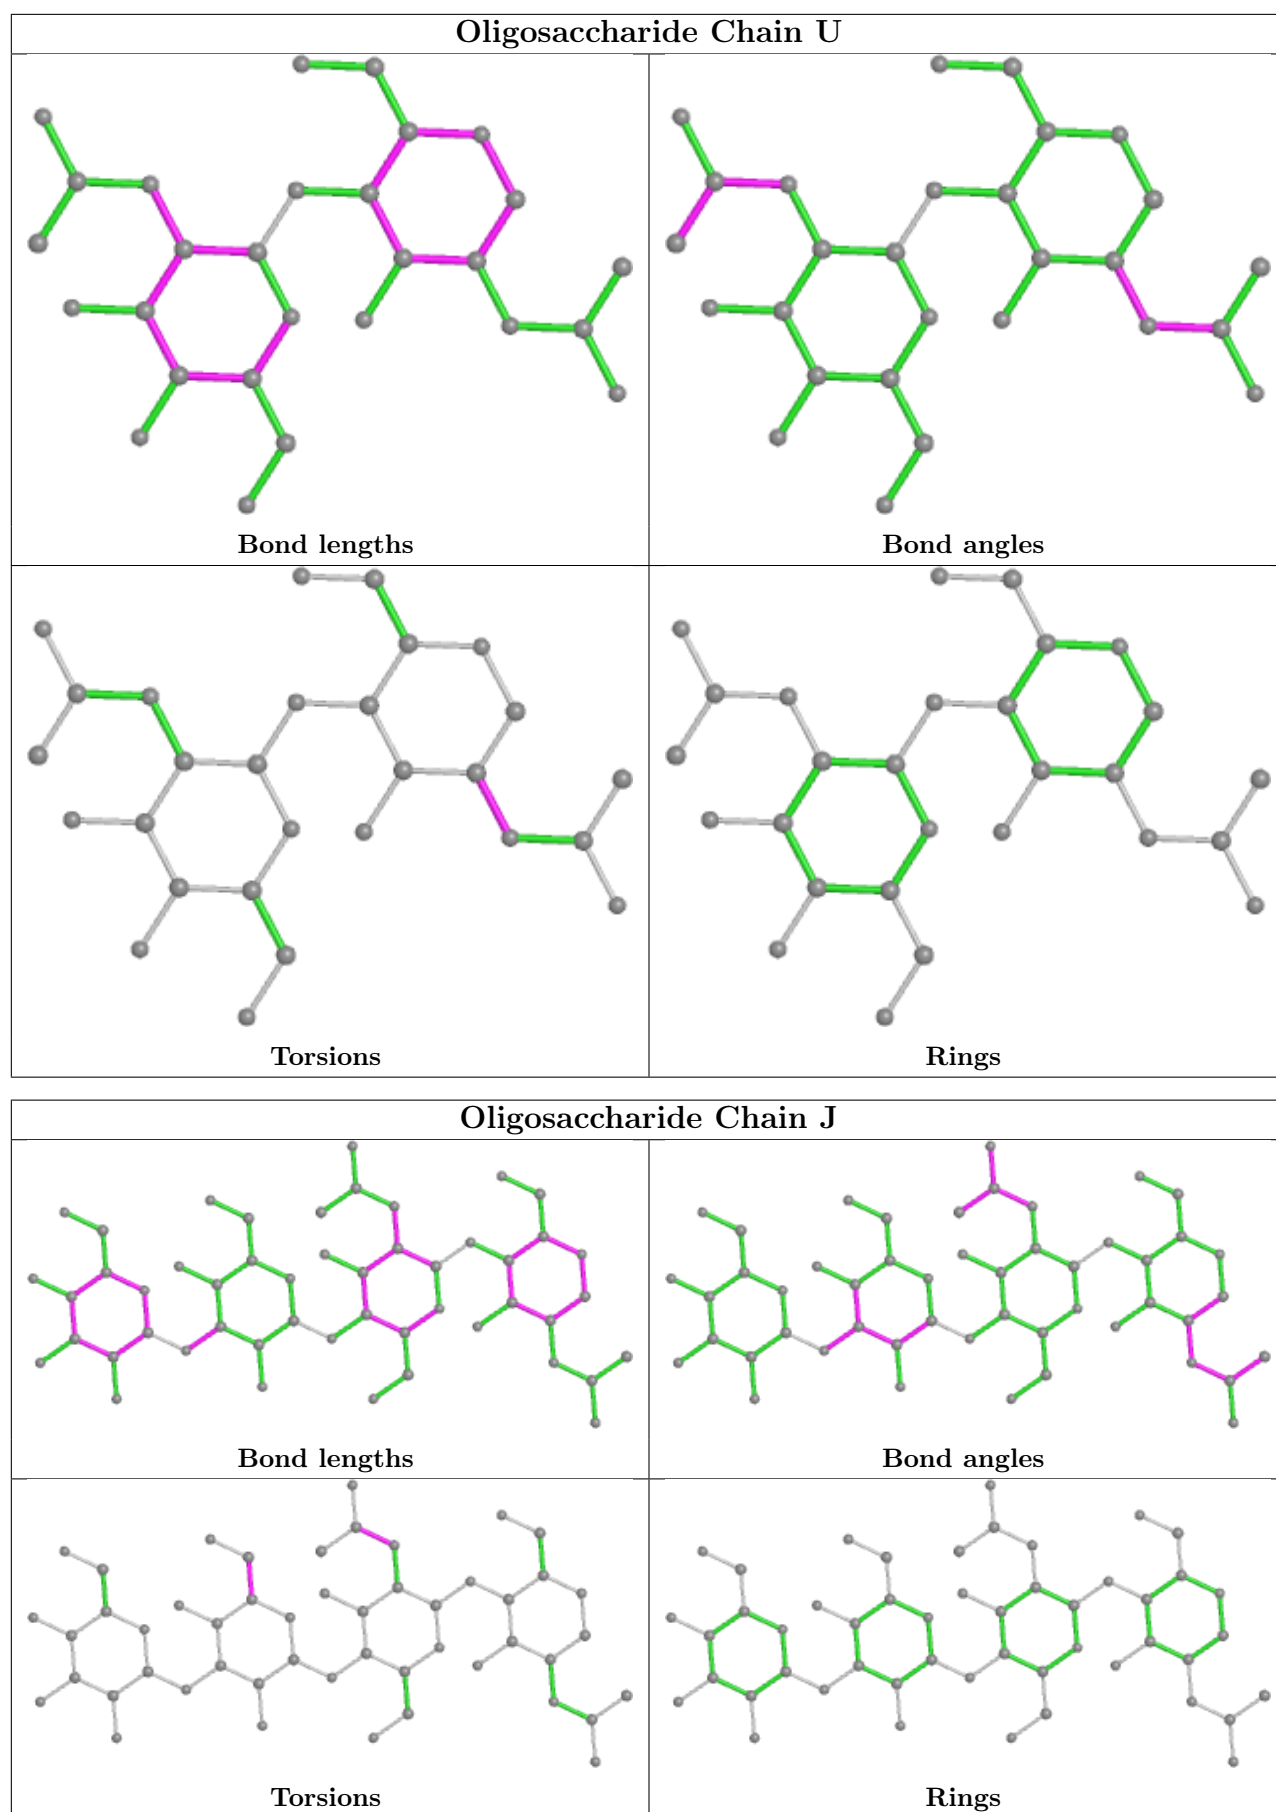 Oligosaccharide Chain U
Bond lengths
Bond angles
Torsions
Rings
Oligosaccharide Chain J
Bond lengths
Bond angles
Torsions
Rings